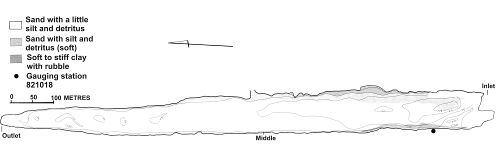 Sand with a little
silt and detritus
Sand with silt and
detritus (soft)
Soft to stiff clay
with rubble
Gauging station
821018
0 50 100 METRES
Inlet
Outlet
Middle